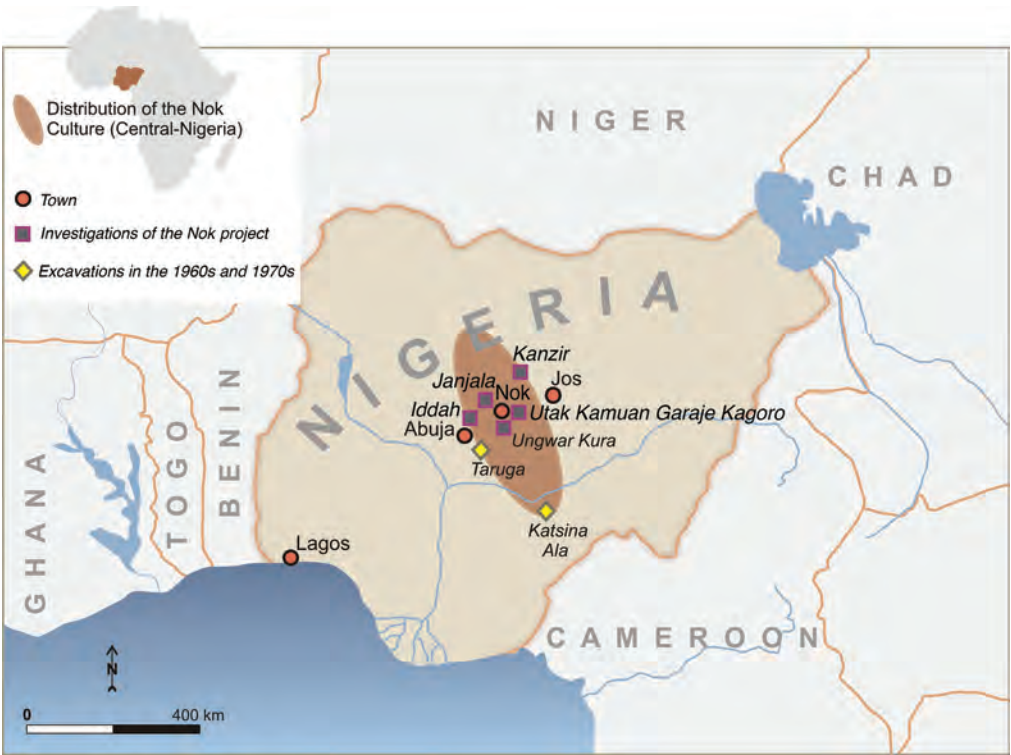 Distribution of the Nok
Culture (Central-Nigeria)
Town
Investigations of the Nok project
Excavations in the 1960s and 1970s
NIGER
CHAD
NIGERIA
Kanzir
Jos
Janjala
Nok
Iddah
Utak Kamuan Garaje Kagoro
Abuja
Ungwar Kura
Taruga
Katsina
Ala
Lagos
GHANA
TOGO
BENIN
CAMEROON
N
0
400 km